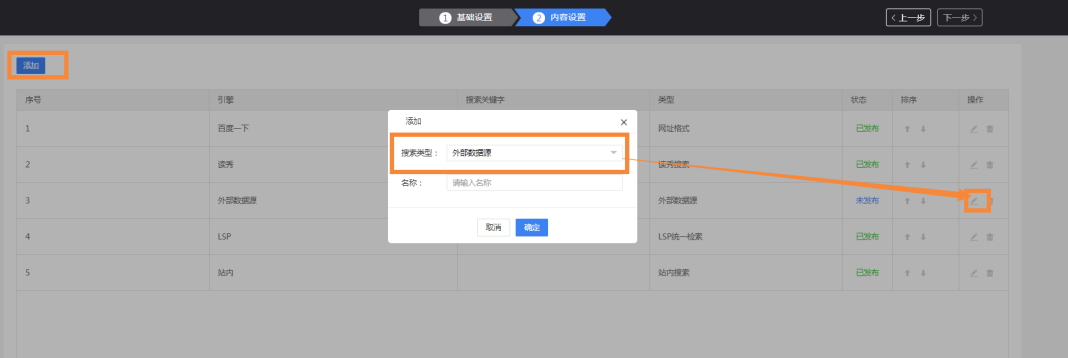 1 基础设置 2 内容设置 上一步 下一步
添加
序号 引擎 搜索关键字 类型 状态 排序 操作
1 百度一下 网址格式 已发布
2 读秀 读秀搜索 已发布
3 外部数据源 外部数据源 未发布
4 LSP LSP统一检索 已发布
5 站内 站内搜索 已发布
添加
搜索类型： 外部数据源
名称： 请输入名称
取消 确定